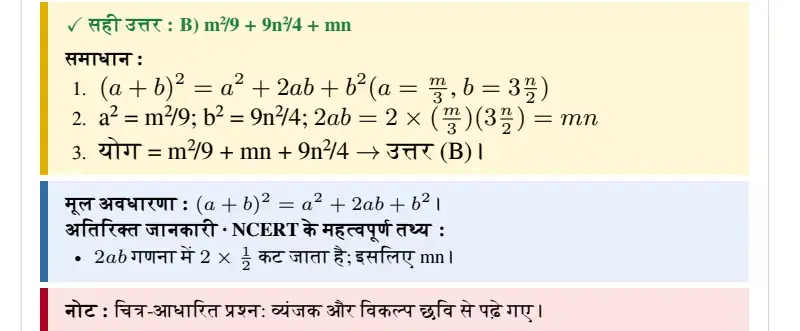 ✓ सही उत्तर : B) m²/9 + 9n²/4 + mn
समाधान :
1. (a + b)² = a² + 2ab + b²(a = m/3, b = 3n/2)
2. a² = m²/9; b² = 9n²/4; 2ab = 2 × (m/3)(3n/2) = mn
3. योग = m²/9 + mn + 9n²/4 → उत्तर (B)।
मूल अवधारणा : (a + b)² = a² + 2ab + b²।
अतिरिक्त जानकारी · NCERT के महत्वपूर्ण तथ्य :
• 2ab गणना में 2 × 1/2 कट जाता है; इसलिए mn।
नोट : चित्र-आधारित प्रश्न: व्यंजक और विकल्प छवि से पढ़े गए।